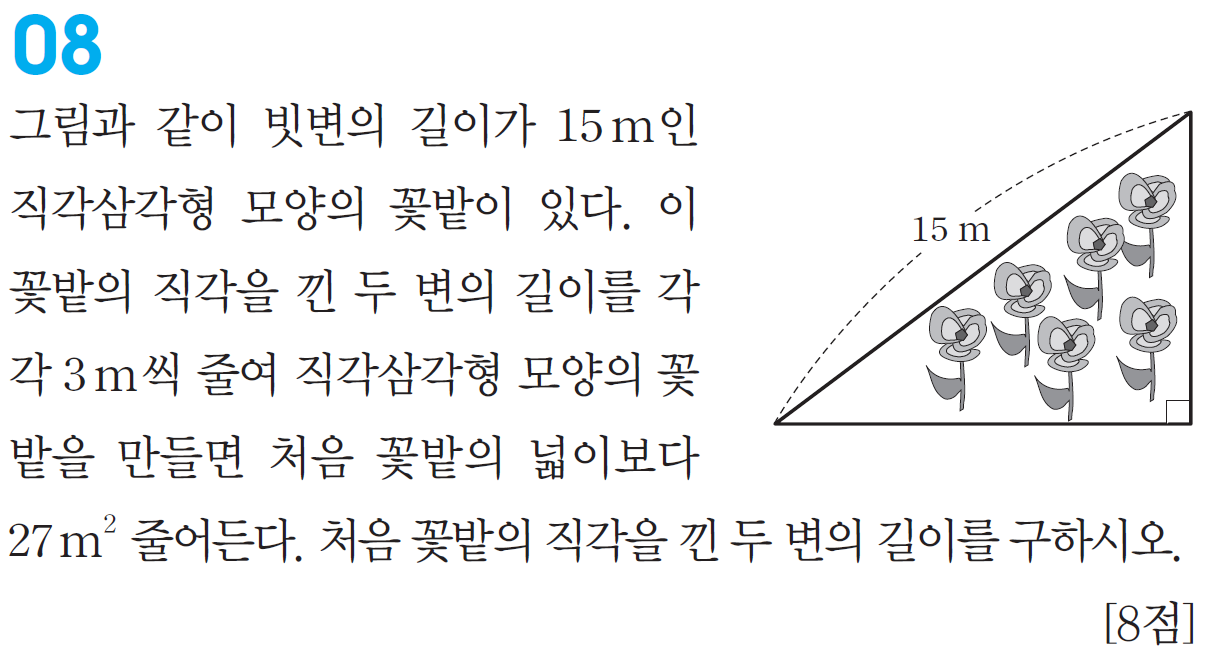 08
그림과 같이 빗변의 길이가 15 m인
직각삼각형 모양의 꽃밭이 있다. 이
꽃밭의 직각을 낀 두 변의 길이를 각
각 3 m씩 줄여 직각삼각형 모양의 꽃
밭을 만들면 처음 꽃밭의 넓이보다
27 m² 줄어든다. 처음 꽃밭의 직각을 낀 두 변의 길이를 구하시오.
[8점]
15 m